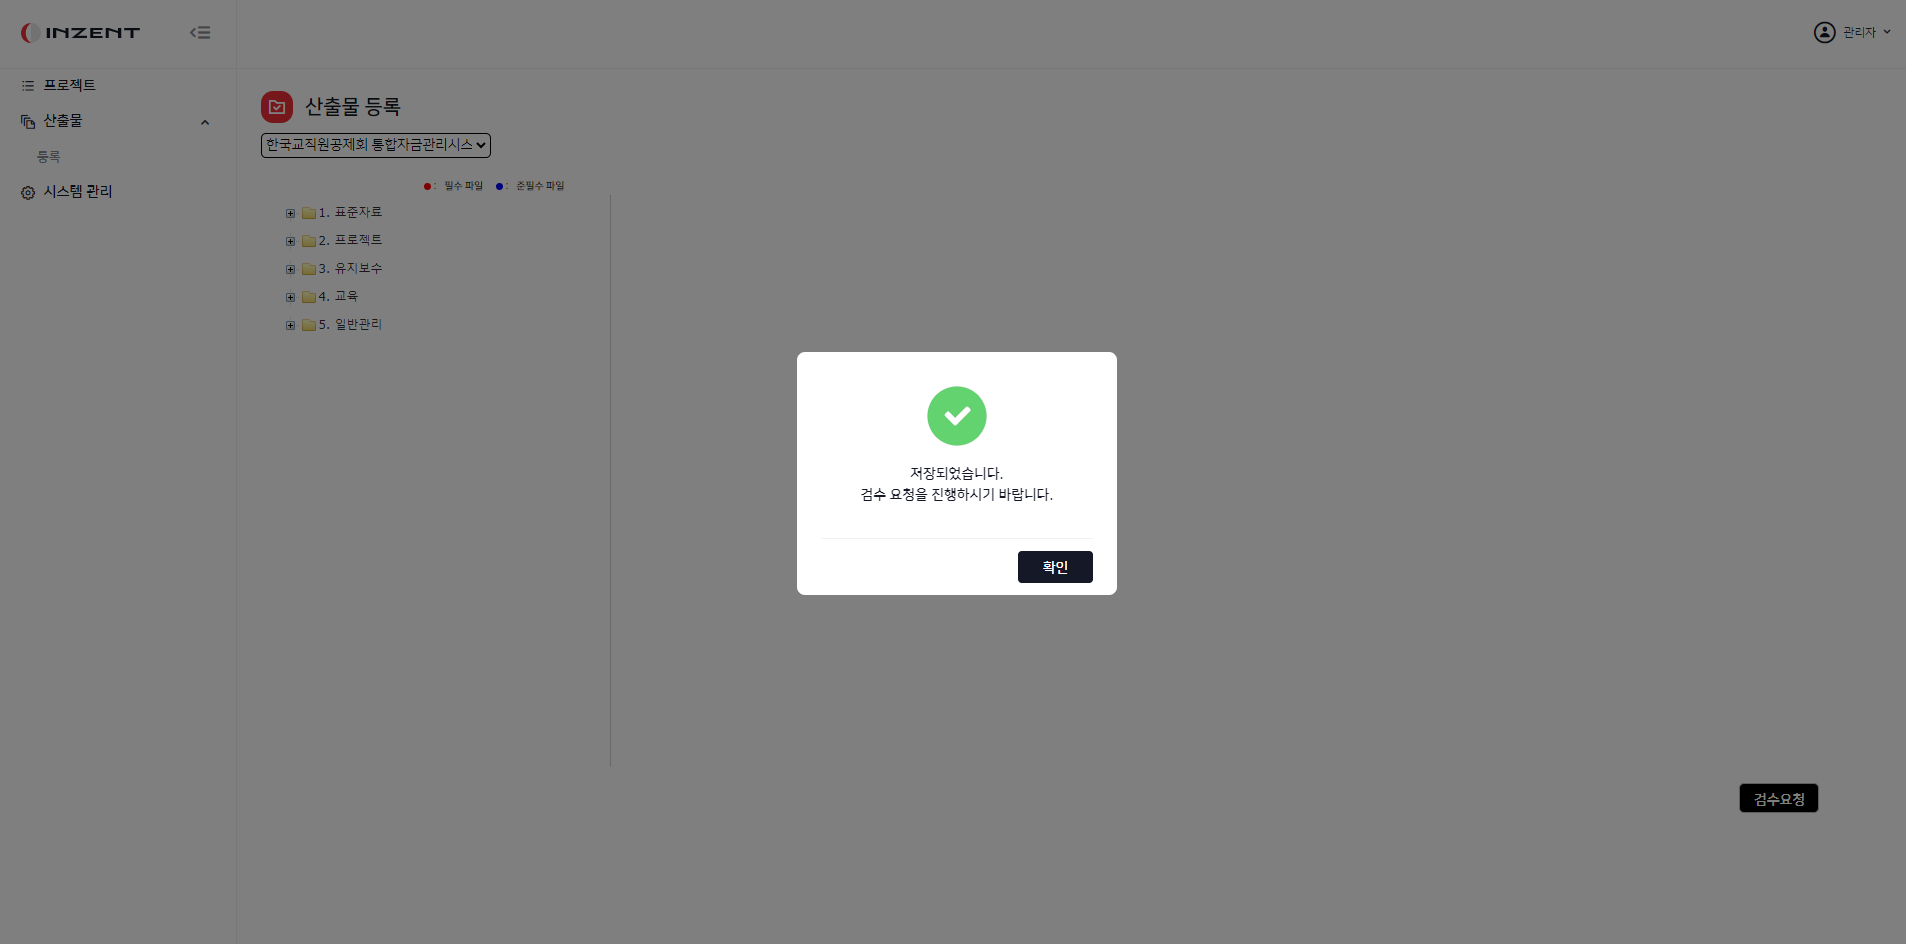 INZENT
관리자
프로젝트
산출물
등록
시스템 관리
산출물 등록
한국교직원공제회 통합자금관리시스
: 필수 파일 : 준필수 파일
1. 표준자료
2. 프로젝트
3. 유지보수
4. 교육
5. 일반관리
저장되었습니다.
검수 요청을 진행하시기 바랍니다.
확인
검수요청